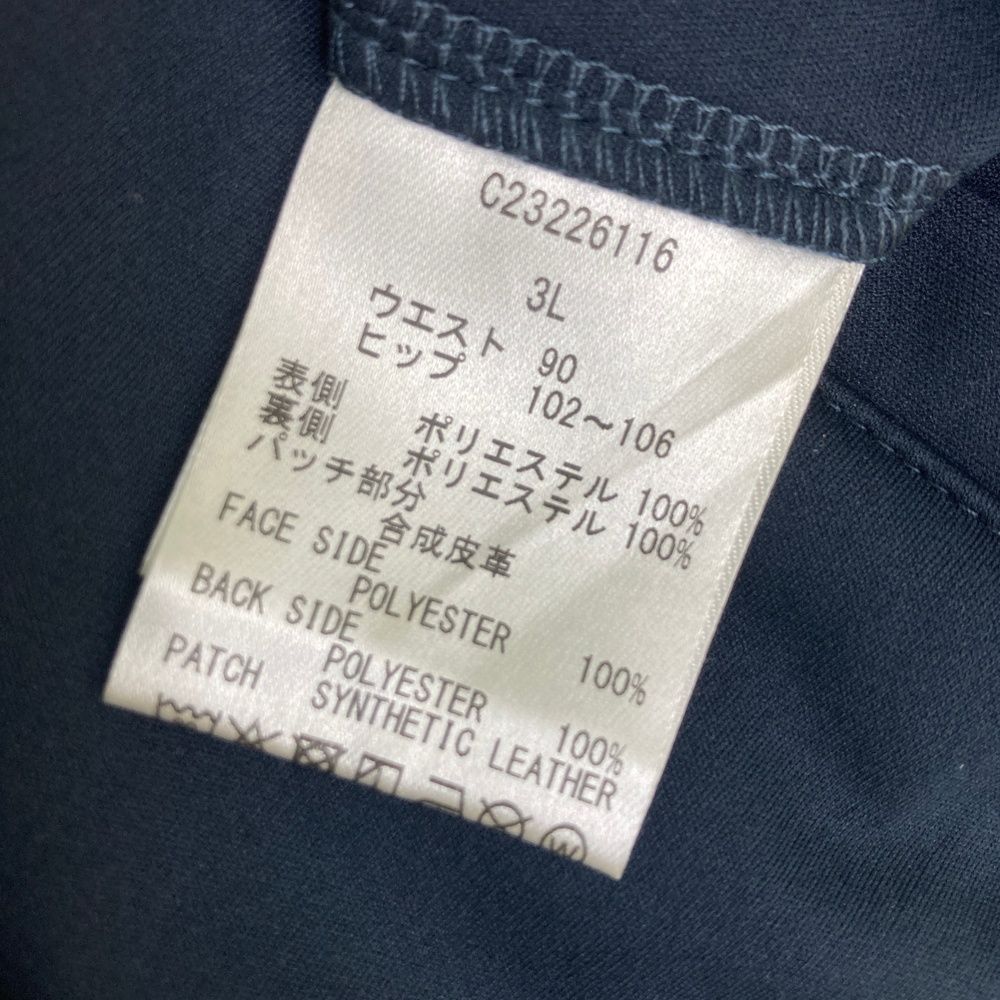 C23226116
3L
ウエスト 90
ヒップ 102～106
表側 ポリエステル 100%
裏側 ポリエステル 100%
パッチ部分 合成皮革
FACE SIDE
POLYESTER 100%
BACK SIDE
POLYESTER 100%
PATCH SYNTHETIC LEATHER
W